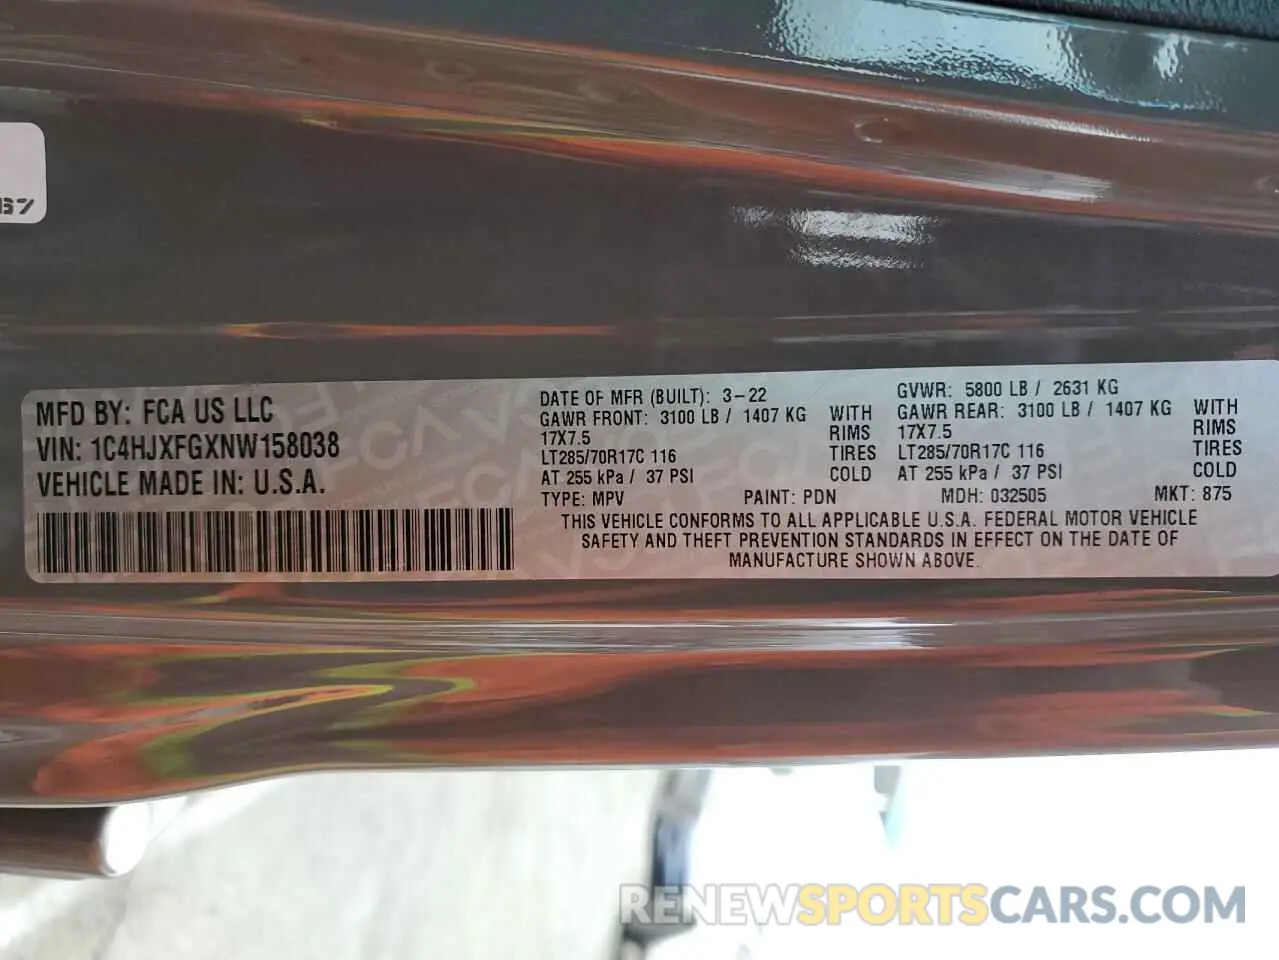 67
MFD BY: FCA US LLC
VIN: 1C4HJXFGXNW158038
VEHICLE MADE IN: U.S.A.
DATE OF MFR (BUILT): 3-22
GAWR FRONT: 3100 LB / 1407 KG WITH
17X7.5 RIMS
LT285/70R17C 116 TIRES
AT 255 kPa / 37 PSI COLD
GVWR: 5800 LB / 2631 KG
GAWR REAR: 3100 LB / 1407 KG WITH
17X7.5 RIMS
LT285/70R17C 116 TIRES
AT 255 kPa / 37 PSI COLD
TYPE: MPV PAINT: PDN MDH: 032505 MKT: 875
THIS VEHICLE CONFORMS TO ALL APPLICABLE U.S.A. FEDERAL MOTOR VEHICLE
SAFETY AND THEFT PREVENTION STANDARDS IN EFFECT ON THE DATE OF
MANUFACTURE SHOWN ABOVE.
RENEWSPORTSCARS.COM